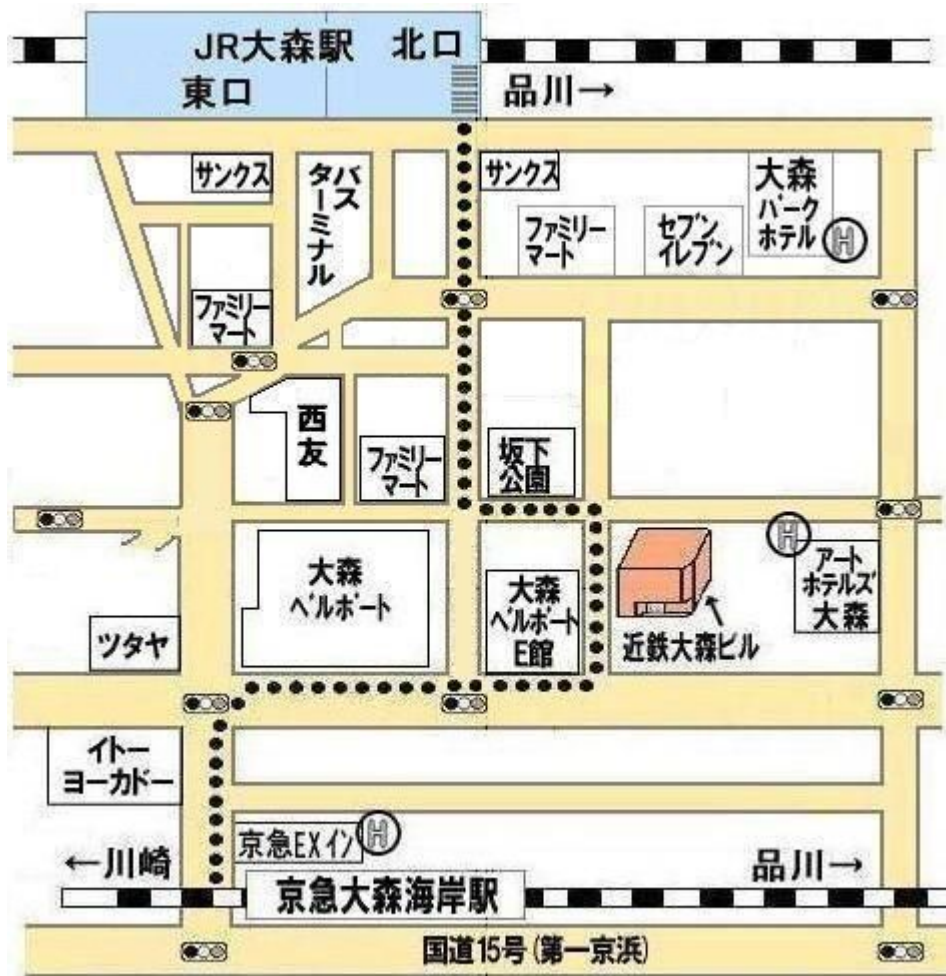 JR大森駅 北口
東口
品川→
サンクス
バス
ターミナル
サンクス
ファミリー
マート
セブン
イレブン
大森
パーク
ホテル
H
ファミリー
マート
西友
ファミリー
マート
坂下
公園
大森
ベルポート
大森
ベルポート
E館
近鉄大森ビル
H
アート
ホテルズ
大森
ツタヤ
イトー
ヨーカドー
京急EXイン
H
←川崎
品川→
京急大森海岸駅
国道15号(第一京浜)